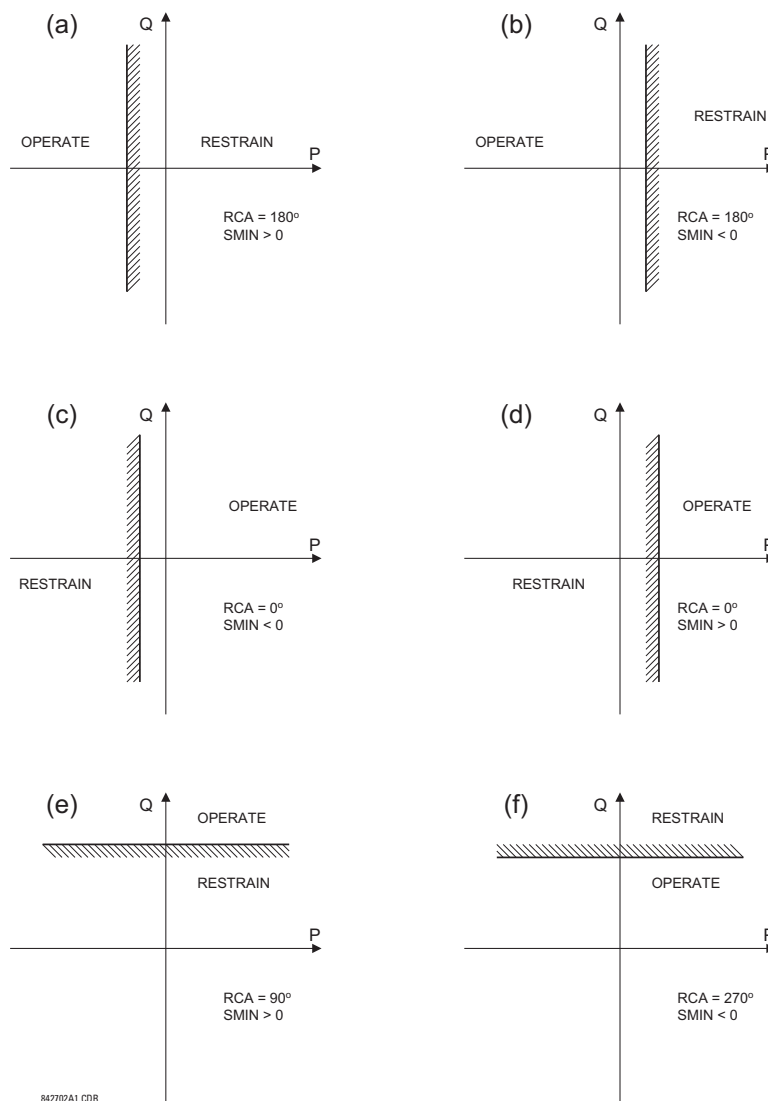 (a)
Q
OPERATE
RESTRAIN
P
RCA = 180°
SMIN > 0
(b)
Q
OPERATE
RESTRAIN
RCA = 180°
SMIN < 0
(c)
Q
OPERATE
P
RESTRAIN
RCA = 0°
SMIN < 0
(d)
Q
OPERATE
RESTRAIN
RCA = 0°
SMIN > 0
(e)
Q
OPERATE
RESTRAIN
P
RCA = 90°
SMIN > 0
(f)
Q
RESTRAIN
OPERATE
RCA = 270°
SMIN < 0
842702A1.CDR